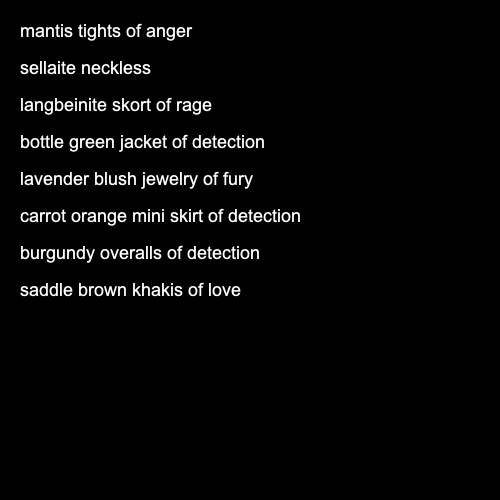 mantis tights of anger
sellaite neckless
langbeinite skort of rage
bottle green jacket of detection
lavender blush jewelry of fury
carrot orange mini skirt of detection
burgundy overalls of detection
saddle brown khakis of love